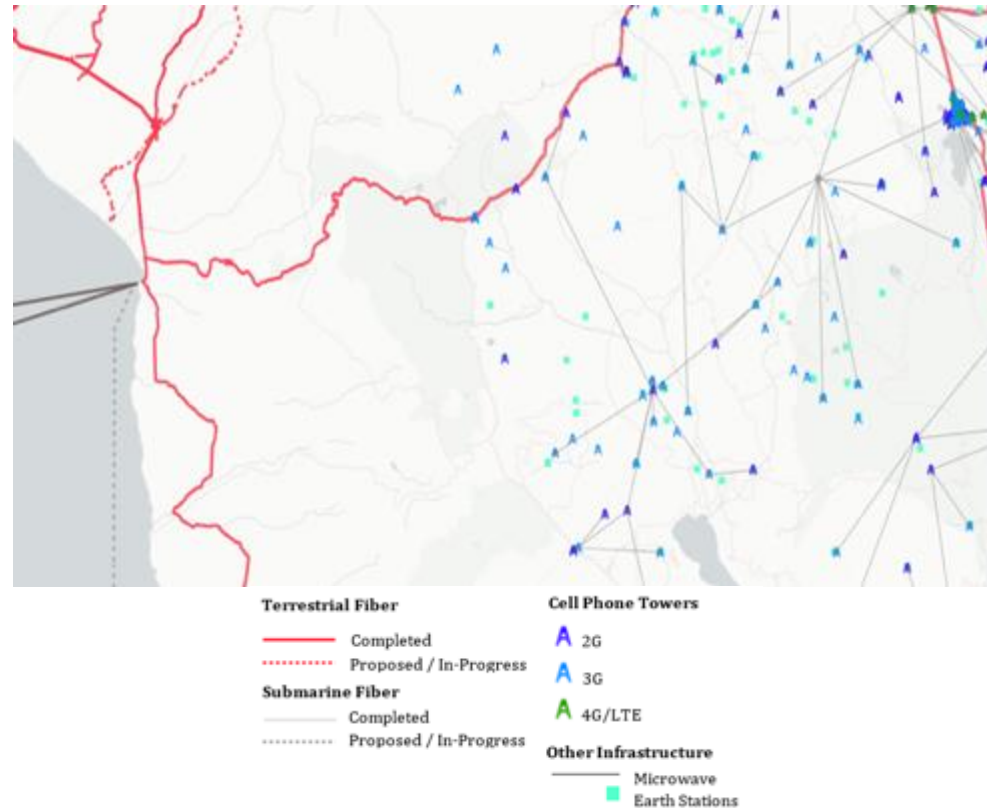 Terrestrial Fiber
Completed
Proposed / In-Progress
Submarine Fiber
Completed
Proposed / In-Progress
Cell Phone Towers
2G
3G
4G/LTE
Other Infrastructure
Microwave
Earth Stations